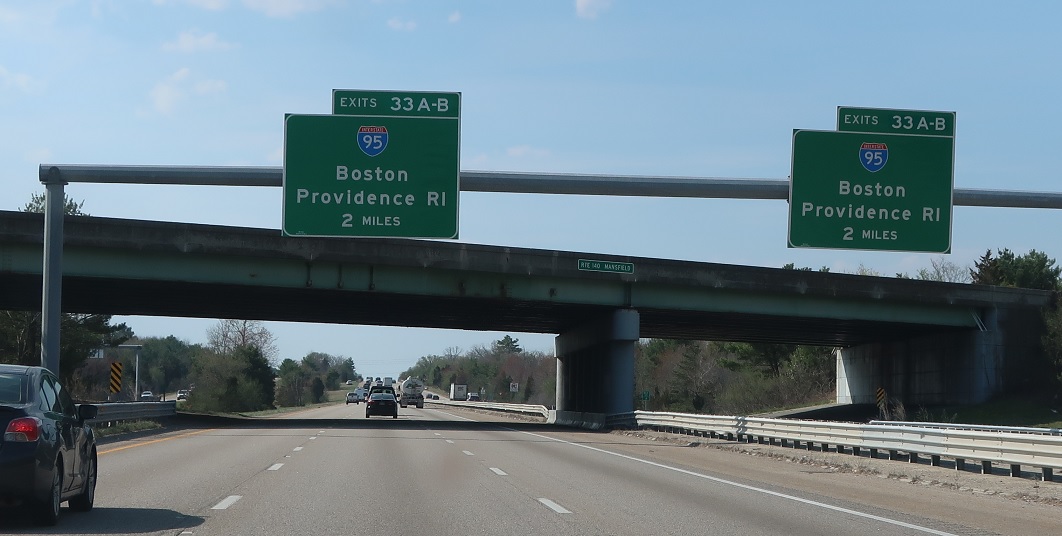 EXITS 33 A-B
INTERSTATE
95
Boston
Providence RI
2 MILES
EXITS 33 A-B
INTERSTATE
95
Boston
Providence RI
2 MILES
RTE 140 MANSFIELD